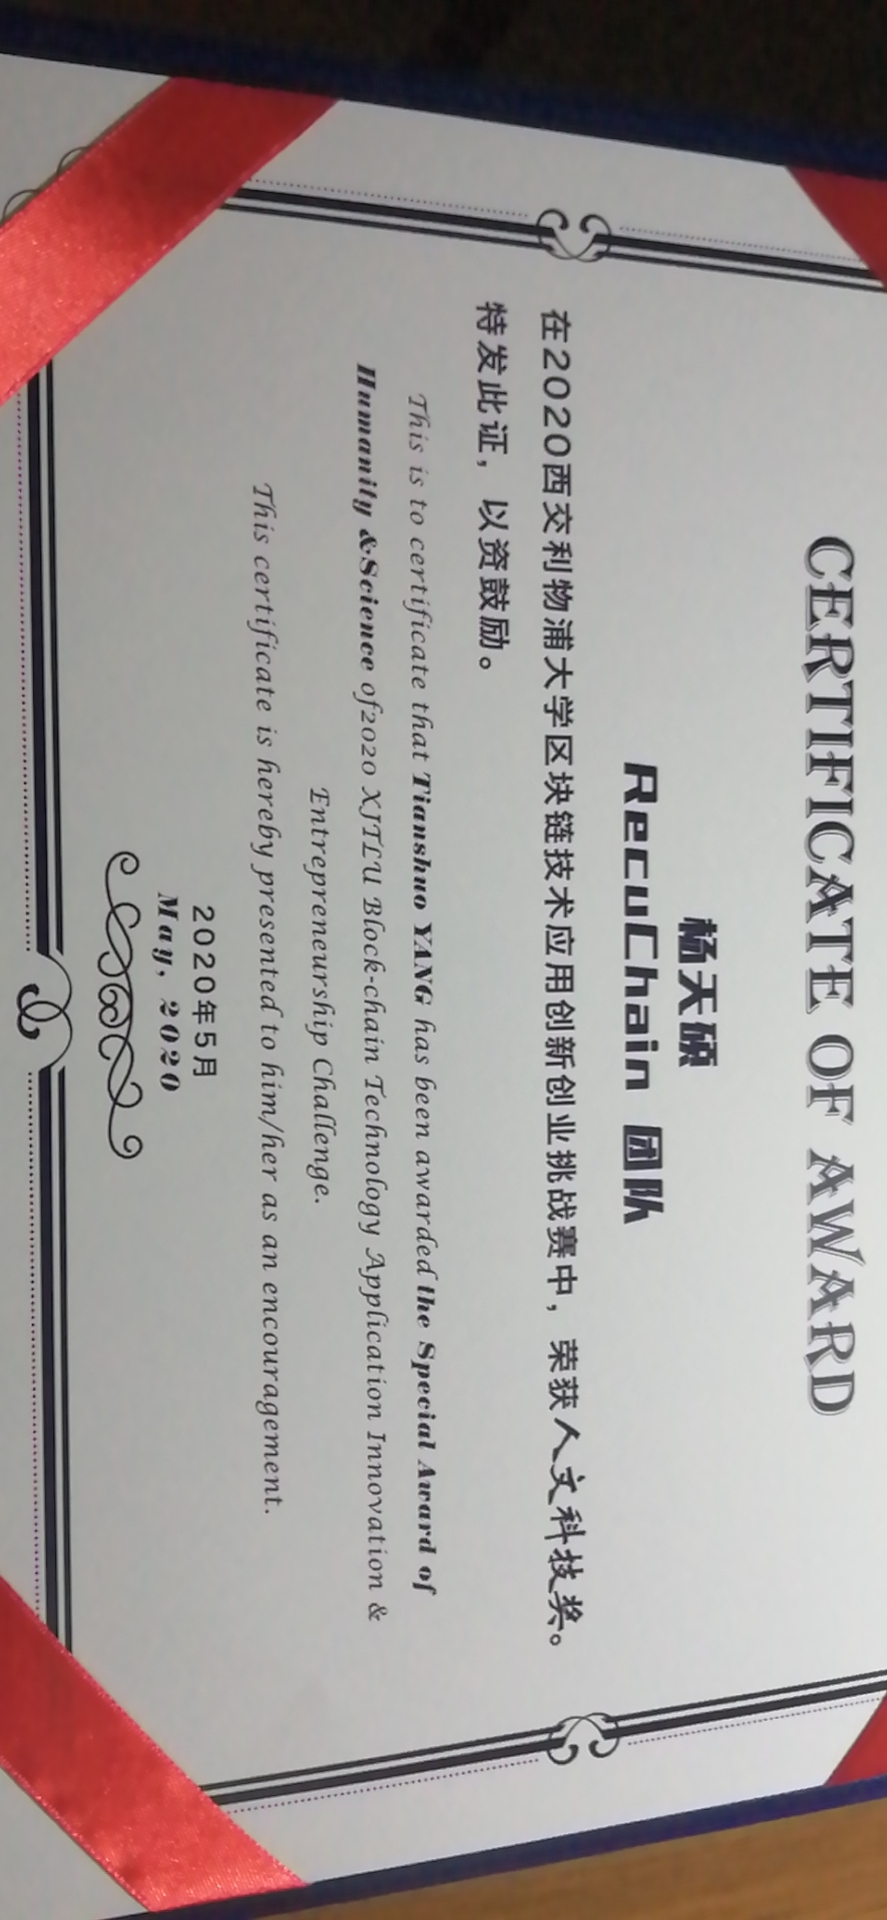 CERTIFICATE OF AWARD
杨天硕
RecuChain 团队
在2020西交利物浦大学区块链技术应用创新创业挑战赛中，荣获人文科技奖。
特发此证，以资鼓励。
This is to certificate that Tianshuo YANG has been awarded the Special Award of
Humanity &Science of2020 XJTLU Block-chain Technology Application Innovation &
Entrepreneurship Challenge.
This certificate is hereby presented to him/her as an encouragement.
2020年5月
May, 2020